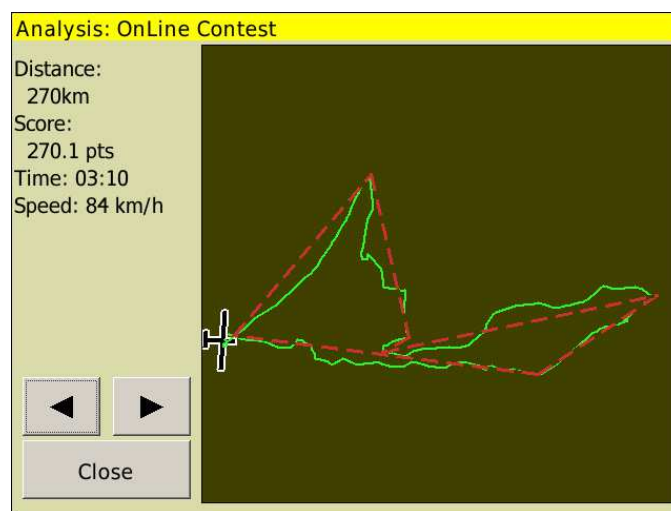 Analysis: OnLine Contest
Distance:
270km
Score:
270.1 pts
Time: 03:10
Speed: 84 km/h
Close